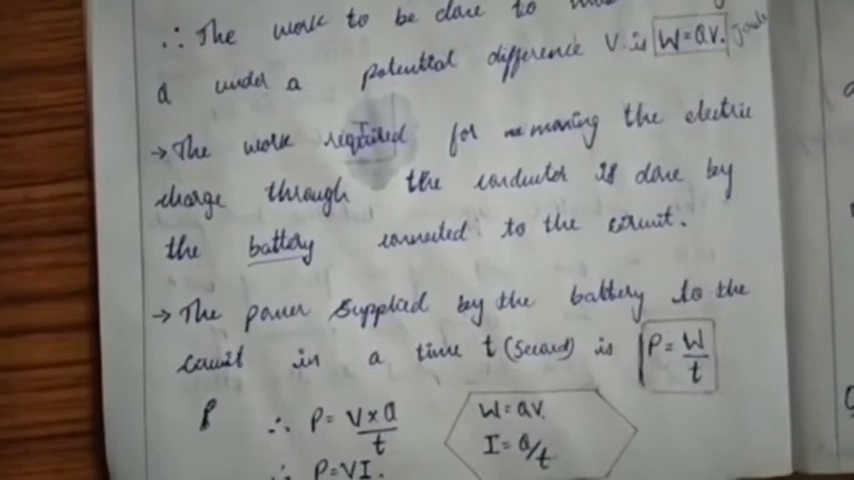 ∴ The work to be done to
Q under a potential difference V is W = QV. Joule
→ The work required for moving the electric
charge through the conductor is done by
the battery connected to the circuit.
→ The power supplied by the battery to the
circuit in a time t (second) is P = W/t
∴ P = V × Q/t
W = QV.
I = Q/t
∴ P = VI.